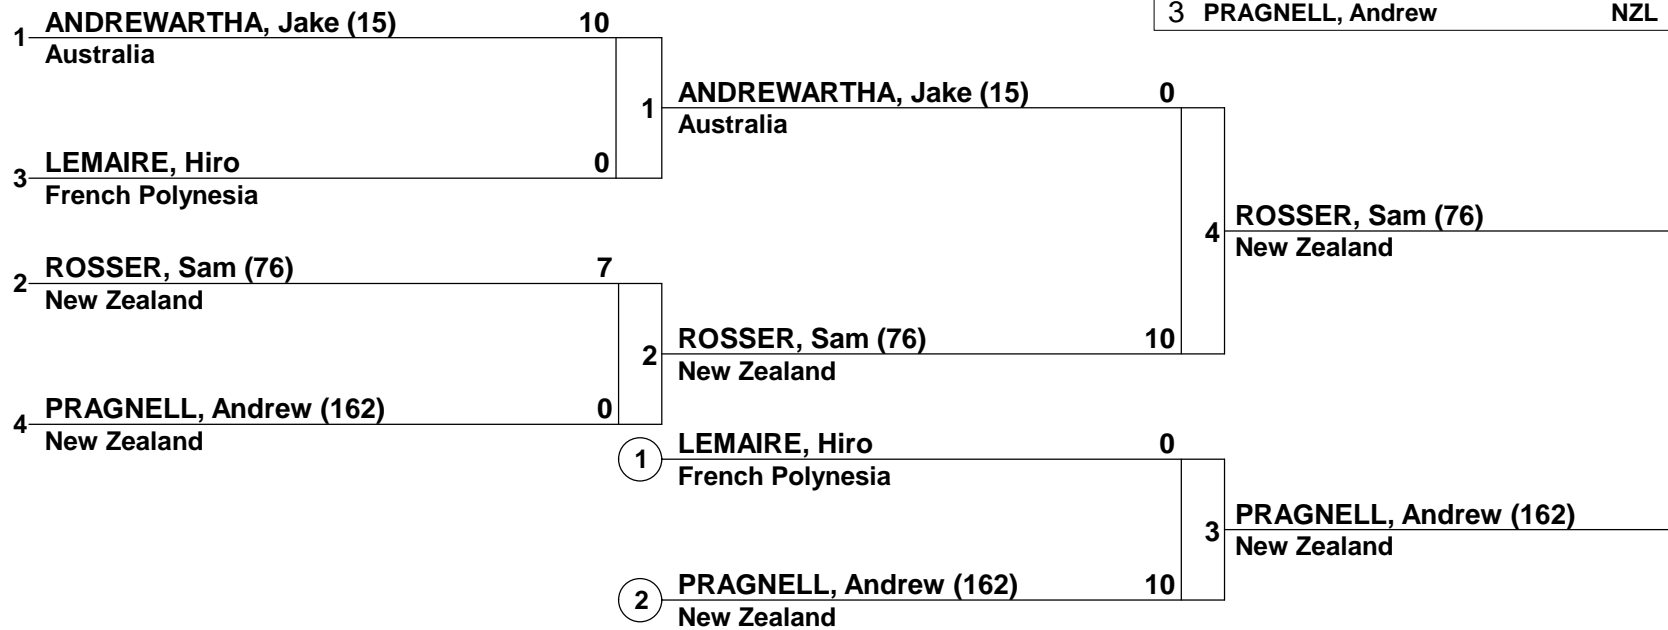 3 PRAGNELL, Andrew NZL
1 ANDREWARTHA, Jake (15) 10
Australia
3 LEMAIRE, Hiro 0
French Polynesia
1
ANDREWARTHA, Jake (15) 0
Australia
2 ROSSER, Sam (76) 7
New Zealand
4 PRAGNELL, Andrew (162) 0
New Zealand
2
ROSSER, Sam (76) 10
New Zealand
4
ROSSER, Sam (76)
New Zealand
1 LEMAIRE, Hiro 0
French Polynesia
2 PRAGNELL, Andrew (162) 10
New Zealand
3
PRAGNELL, Andrew (162)
New Zealand